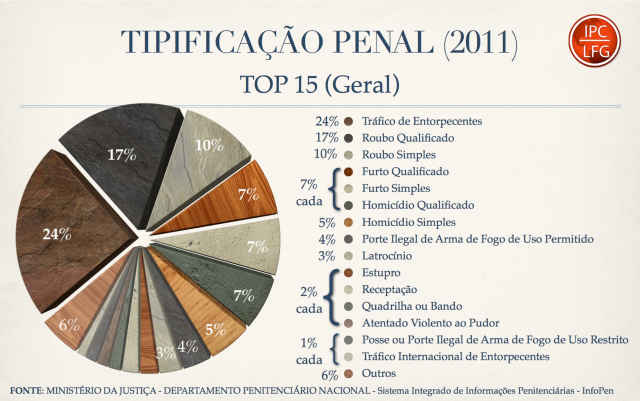 TIPIFICAÇÃO PENAL (2011)
IPC
LFG
TOP 15 (Geral)
24% Tráfico de Entorpecentes
17% Roubo Qualificado
10% Roubo Simples
7% cada
Furto Qualificado
Furto Simples
Homicídio Qualificado
5% Homicídio Simples
4% Porte Ilegal de Arma de Fogo de Uso Permitido
3% Latrocínio
2% cada
Estupro
Receptação
Quadrilha ou Bando
Atentado Violento ao Pudor
1% cada
Posse ou Porte Ilegal de Arma de Fogo de Uso Restrito
Tráfico Internacional de Entorpecentes
6% Outros
17%
10%
7%
24%
7%
7%
6%
5%
4%
3%
FONTE: MINISTÉRIO DA JUSTIÇA - DEPARTAMENTO PENITENCIÁRIO NACIONAL - Sistema Integrado de Informações Penitenciárias - InfoPen